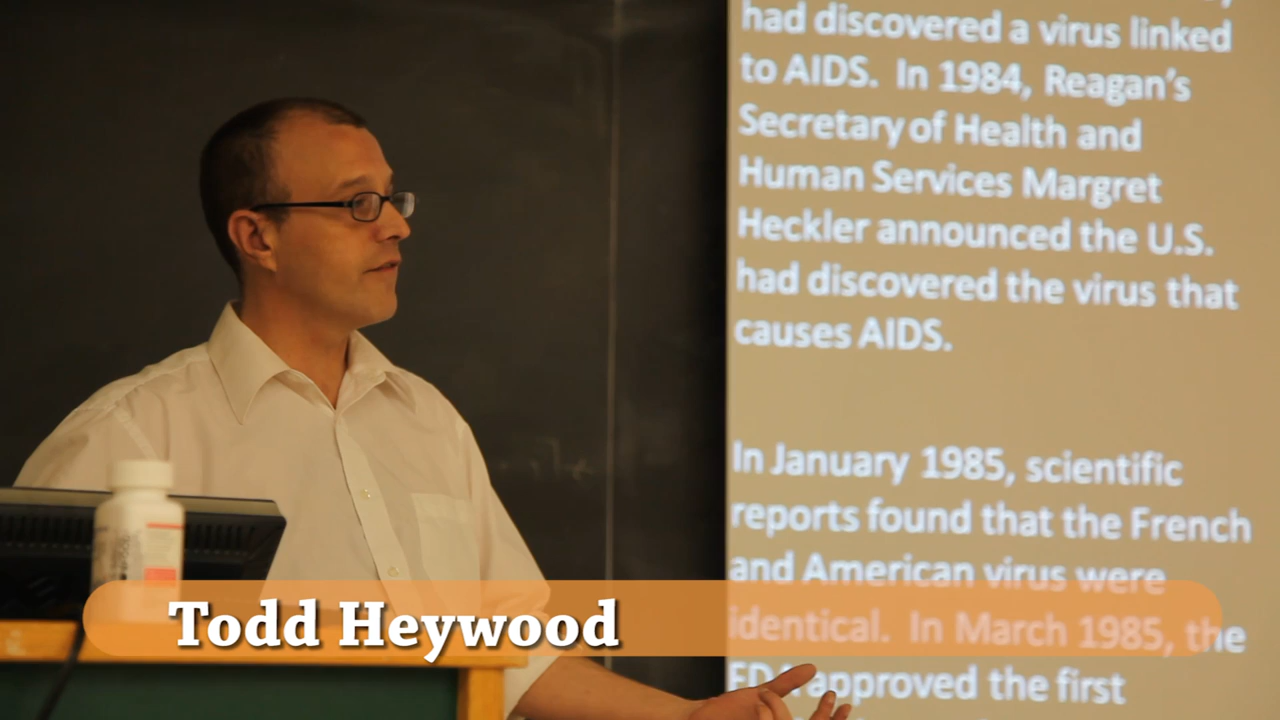 had discovered a virus linked
to AIDS. In 1984, Reagan's
Secretary of Health and
Human Services Margret
Heckler announced the U.S.
had discovered the virus that
causes AIDS.
In January 1985, scientific
reports found that the French
and American virus were
identical. In March 1985, the
FDA approved the first
Todd Heywood